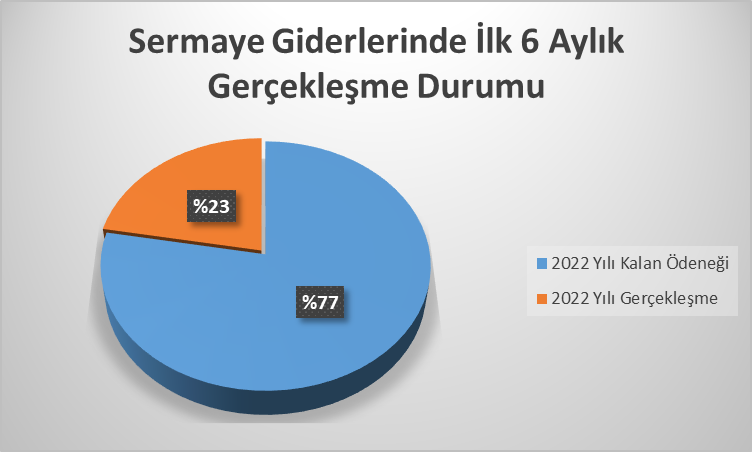 Sermaye Giderlerinde İlk 6 Aylık
Gerçekleşme Durumu
%23
%77
2022 Yılı Kalan Ödeneği
2022 Yılı Gerçekleşme